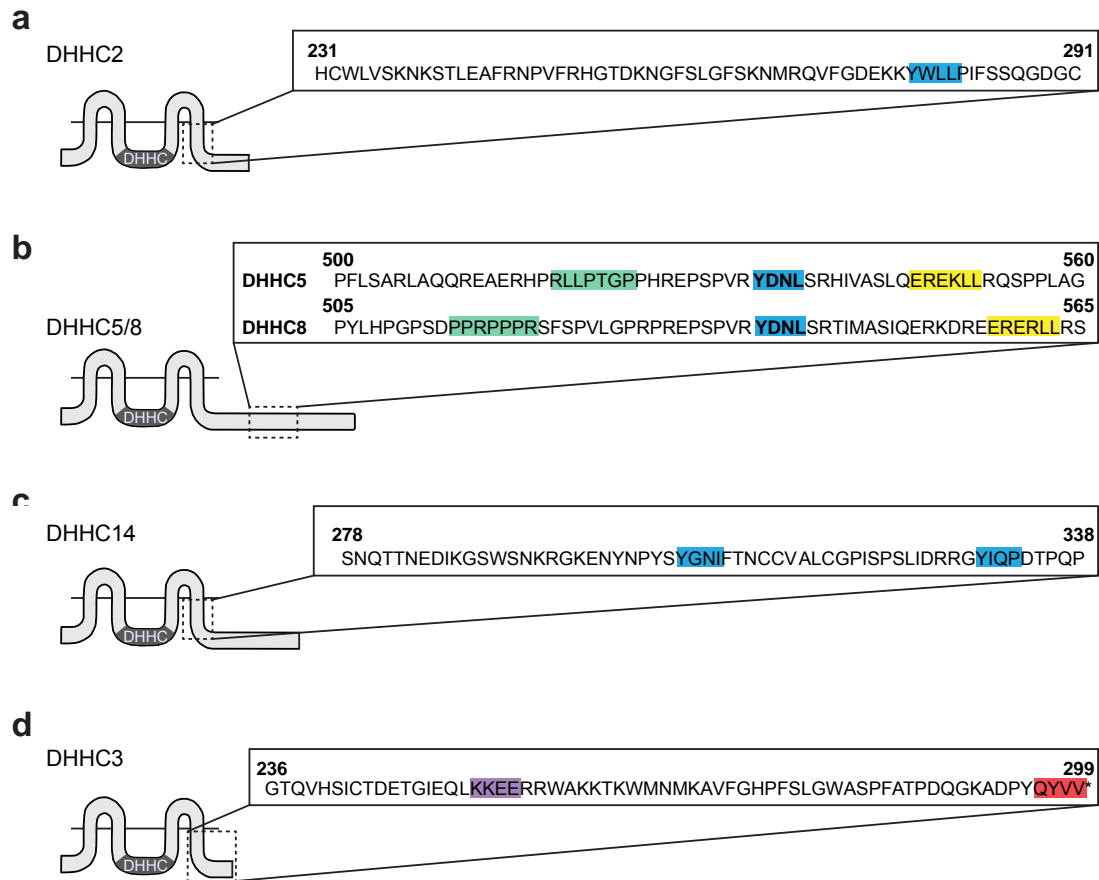 a
DHHC2
231 291
HCWLVSKNKSTLEAFRNPVFRHGTDKNGFSLGFSKNMRQVFGDEKKYWLLPIFSSQGDGC
DHHC
b
500 560
DHHC5 PFLSARLAQQREAERHPRLLPTGPPHREPSPVRYDNLSRHIVASLQEREKLLRQSPPLAG
505 565
DHHC8 PYLHPGPSDPPRPPPRSFSPVLGPRPREPSPVRYDNLSRTIMASIQERKDREERERLLRS
DHHC5/8
DHHC
c
DHHC14
278 338
SNQTTNEDIKGSWSNKRGKENYNPYSYGNIFTNCCVALCGPISPSLIDRRGYIQPDTPQP
DHHC
d
DHHC3
236 299
GTQVHSICTDETGIEQLKKEERRWAKKTKWMNMKAVFGHPFSLGWASPFATPDQGKADPYQYVV*
DHHC